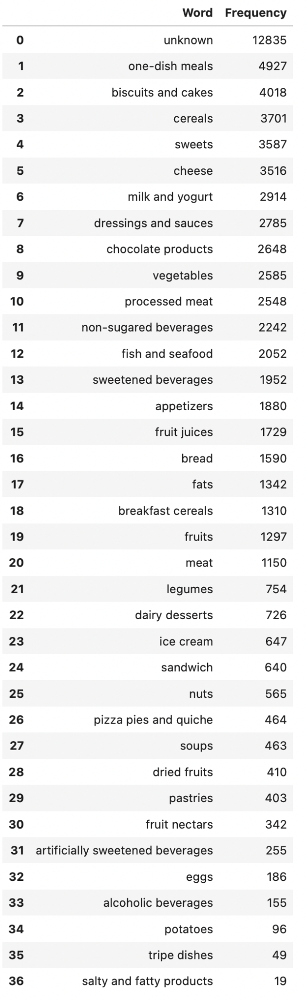 Word Frequency
0 unknown 12835
1 one-dish meals 4927
2 biscuits and cakes 4018
3 cereals 3701
4 sweets 3587
5 cheese 3516
6 milk and yogurt 2914
7 dressings and sauces 2785
8 chocolate products 2648
9 vegetables 2585
10 processed meat 2548
11 non-sugared beverages 2242
12 fish and seafood 2052
13 sweetened beverages 1952
14 appetizers 1880
15 fruit juices 1729
16 bread 1590
17 fats 1342
18 breakfast cereals 1310
19 fruits 1297
20 meat 1150
21 legumes 754
22 dairy desserts 726
23 ice cream 647
24 sandwich 640
25 nuts 565
26 pizza pies and quiche 464
27 soups 463
28 dried fruits 410
29 pastries 403
30 fruit nectars 342
31 artificially sweetened beverages 255
32 eggs 186
33 alcoholic beverages 155
34 potatoes 96
35 tripe dishes 49
36 salty and fatty products 19